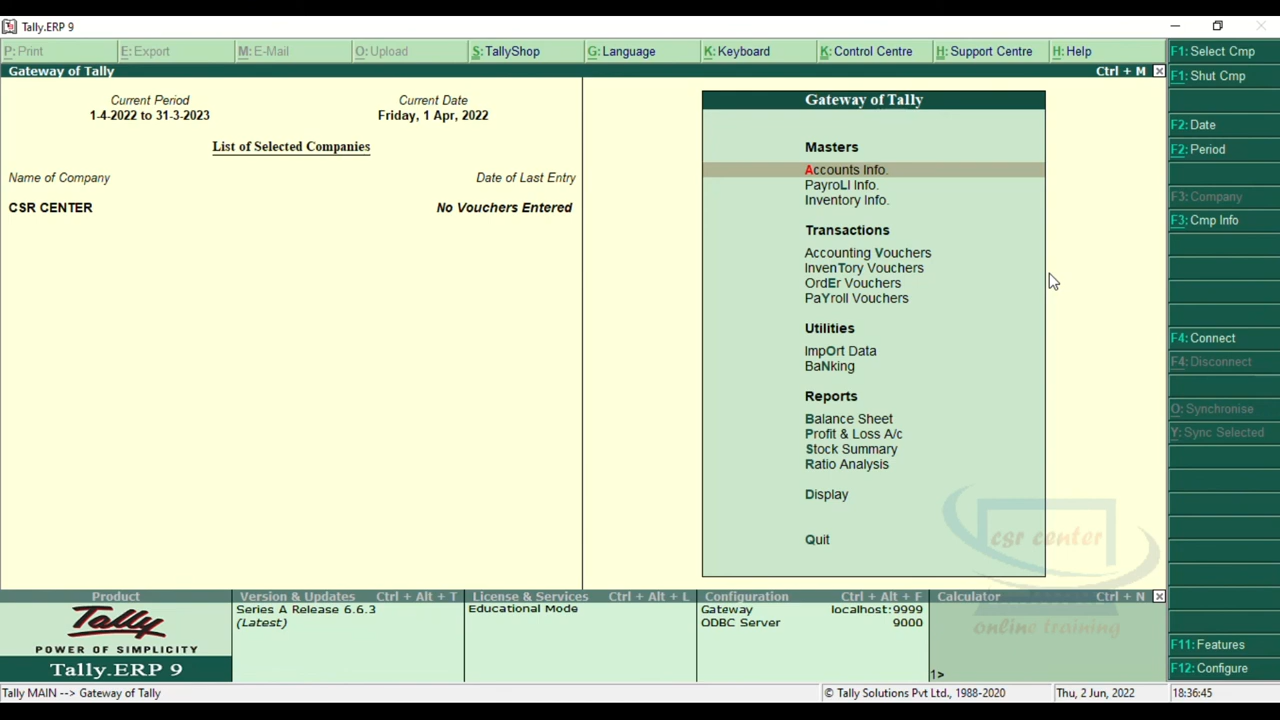 Tally.ERP 9
P: Print E: Export M: E-Mail O: Upload S: TallyShop G: Language K: Keyboard K: Control Centre H: Support Centre H: Help
Gateway of Tally Ctrl + M
Current Period Current Date
1-4-2022 to 31-3-2023 Friday, 1 Apr, 2022
List of Selected Companies
Name of Company Date of Last Entry
CSR CENTER No Vouchers Entered
Gateway of Tally
Masters
Accounts Info.
PayroLl Info.
Inventory Info.
Transactions
Accounting Vouchers
InvenTory Vouchers
OrdEr Vouchers
PaYroll Vouchers
Utilities
ImpOrt Data
BaNking
Reports
Balance Sheet
Profit & Loss A/c
Stock Summary
Ratio Analysis
Display
Quit
F1: Select Cmp
F1: Shut Cmp
F2: Date
F2: Period
F3: Company
F3: Cmp Info
F4: Connect
F4: Disconnect
O: Synchronise
Y: Sync Selected
F11: Features
F12: Configure
csr center
online training
Product
Tally
POWER OF SIMPLICITY
Tally.ERP 9
Version & Updates Ctrl + Alt + T
Series A Release 6.6.3
(Latest)
License & Services Ctrl + Alt + L
Educational Mode
Configuration Ctrl + Alt + F
Gateway localhost:9999
ODBC Server 9000
Calculator Ctrl + N
1>
Tally MAIN --> Gateway of Tally © Tally Solutions Pvt Ltd., 1988-2020 Thu, 2 Jun, 2022 18:36:45